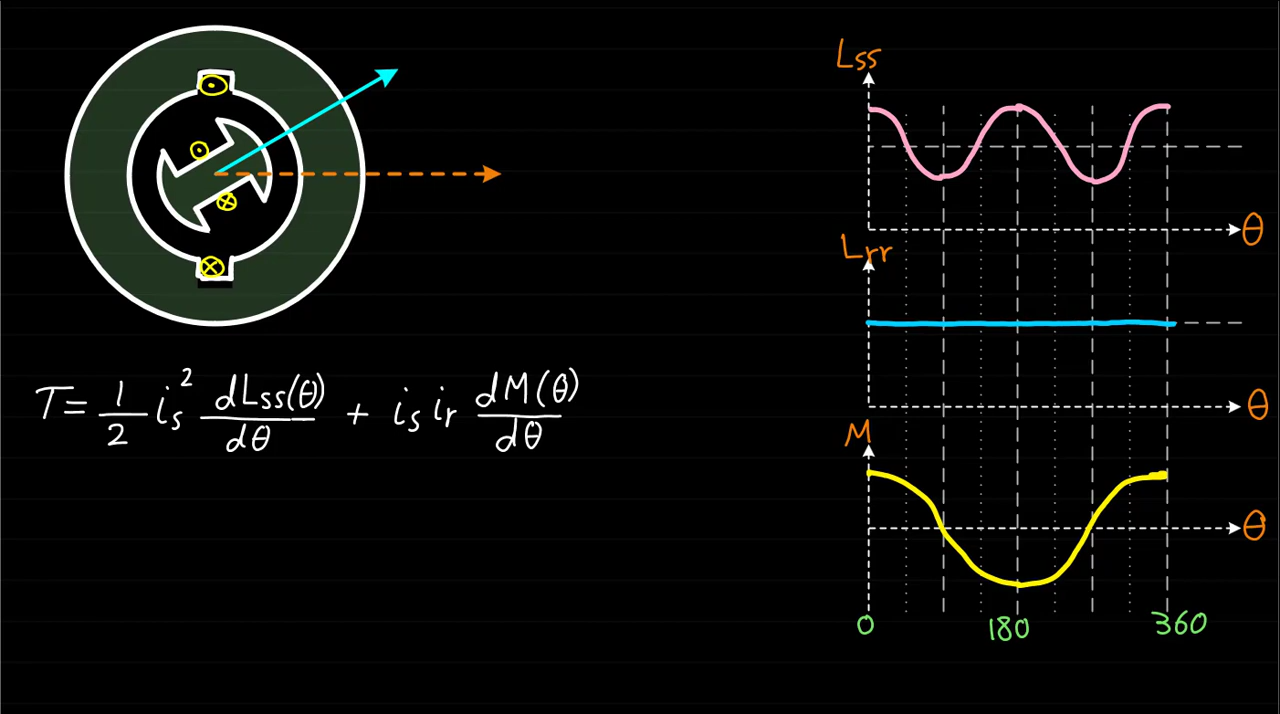 Lss
θ
Lrr
θ
T = 1/2 is² dLss(θ)/dθ + is ir dM(θ)/dθ
M
θ
0 180 360